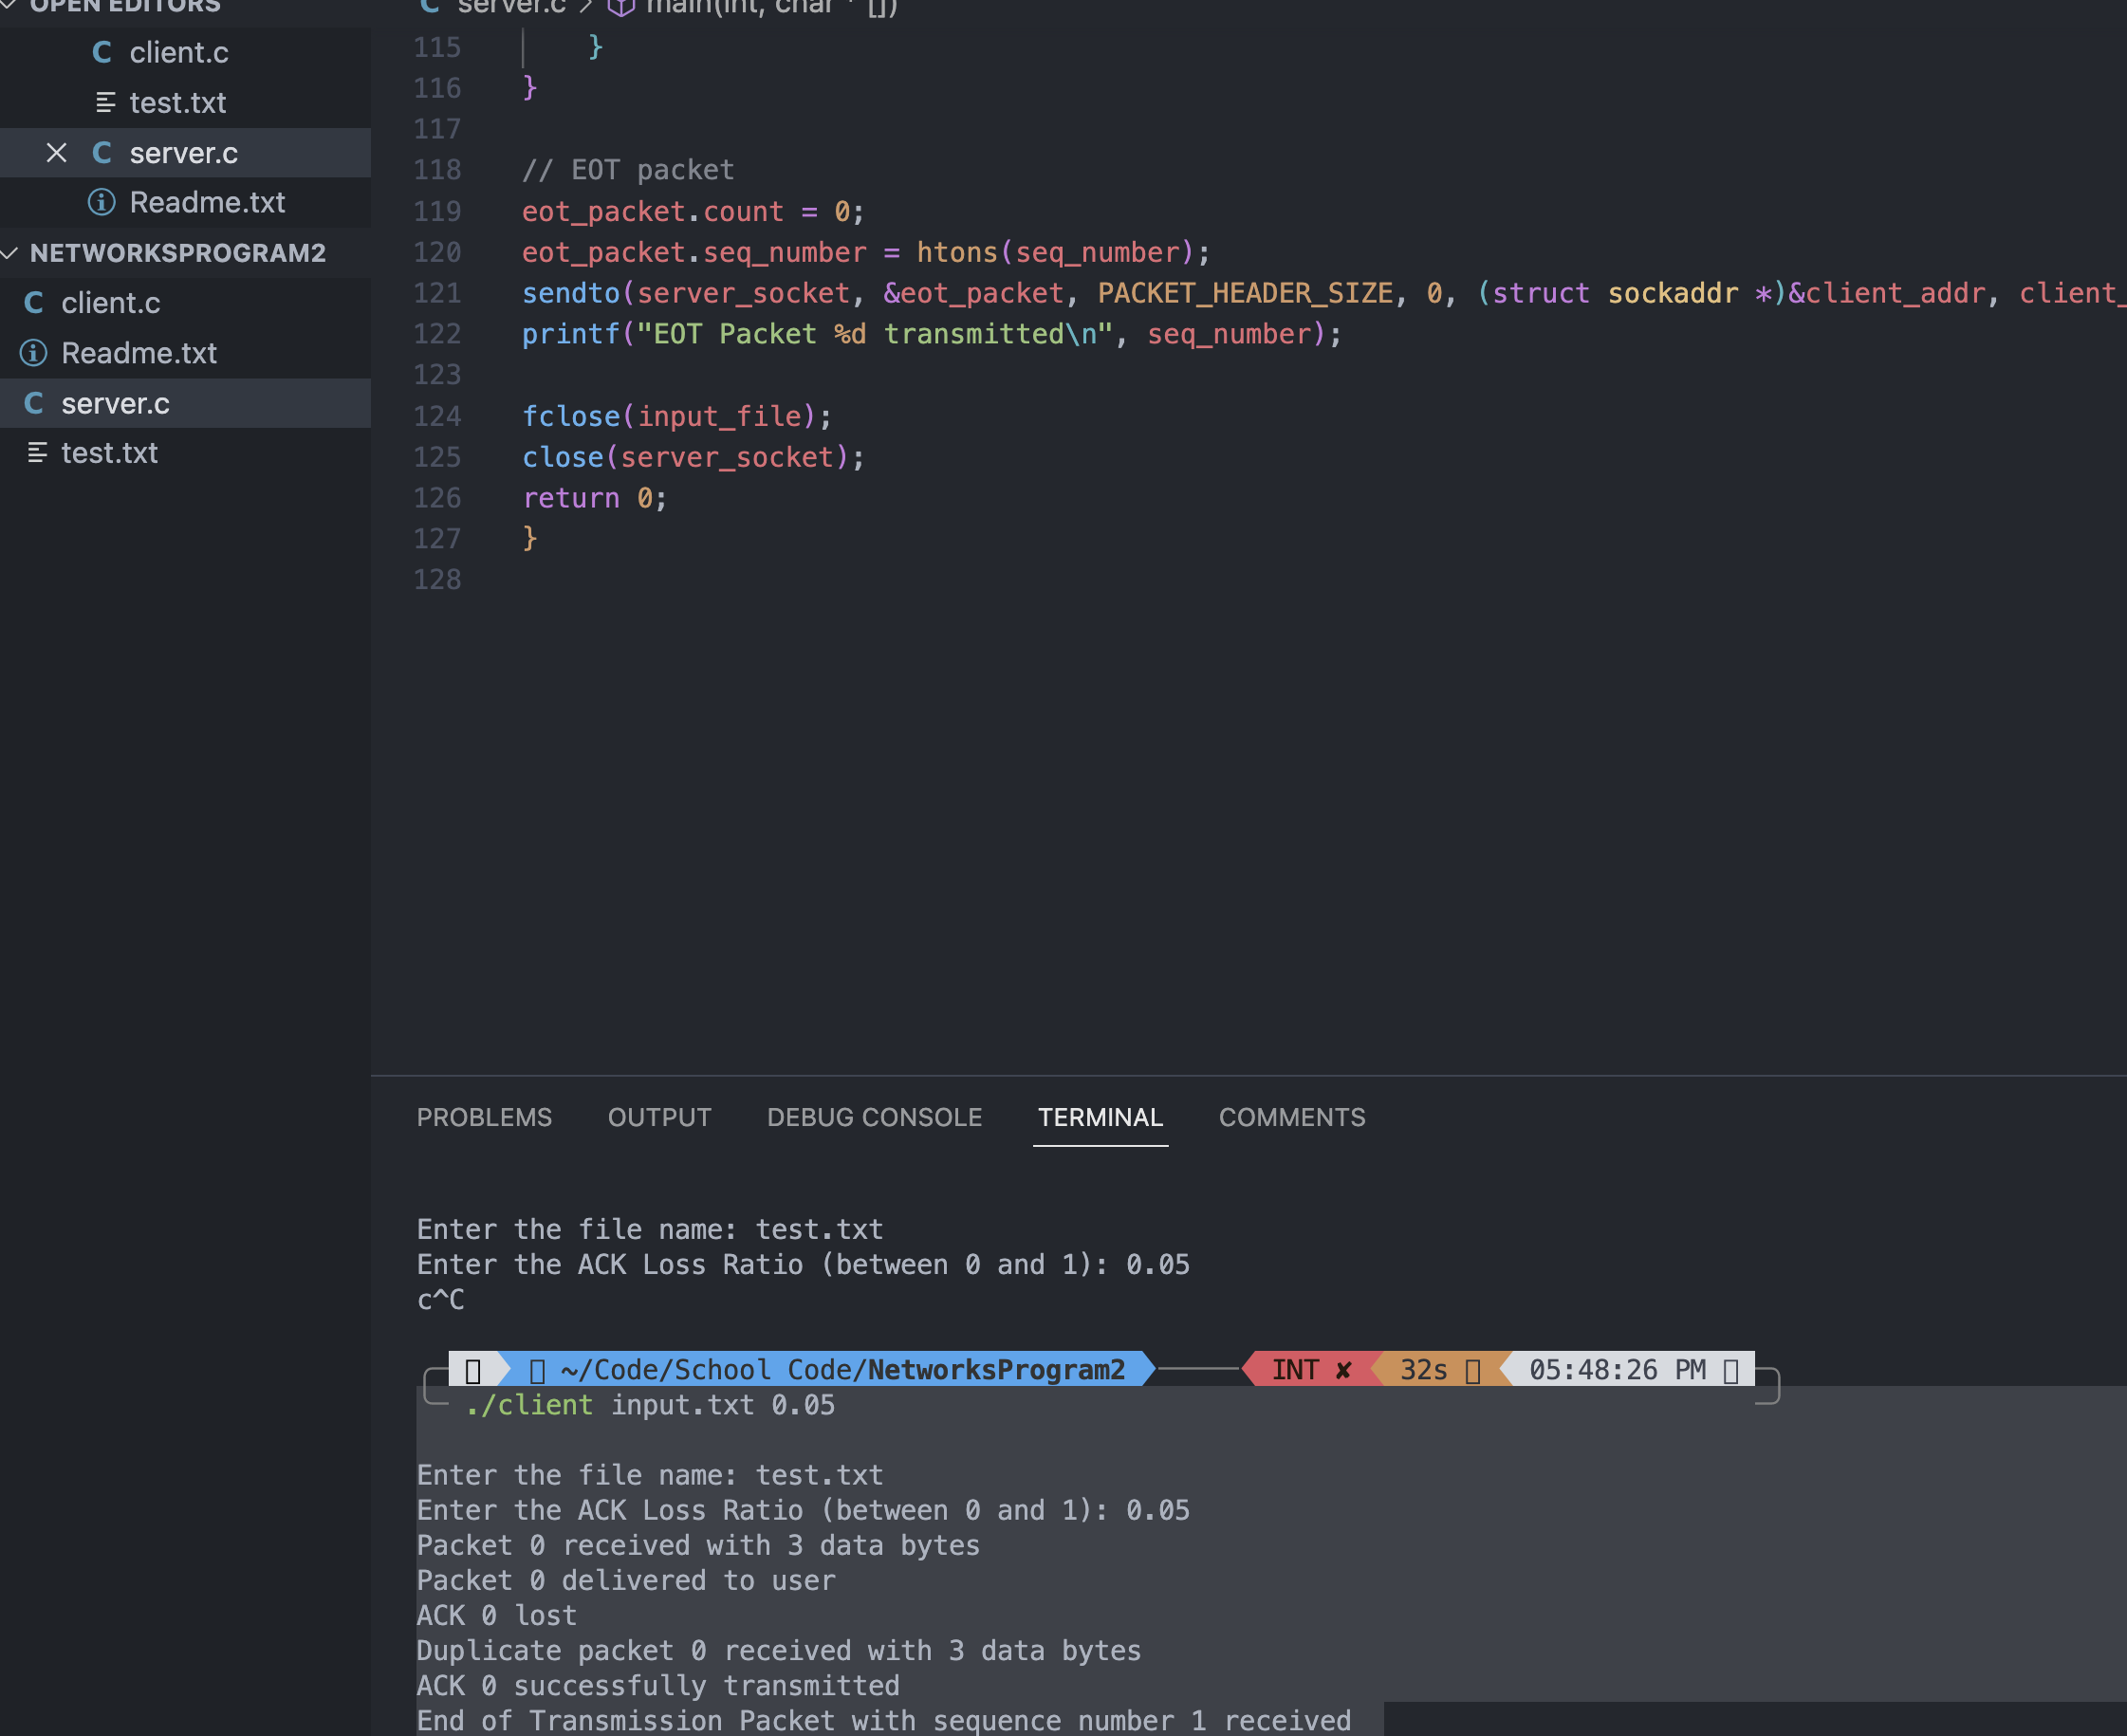 OPEN EDITORS
C client.c
test.txt
C server.c
Readme.txt
NETWORKSPROGRAM2
C client.c
Readme.txt
C server.c
test.txt
C server.c > main(int, char * [])
115 }
116 }
117
118 // EOT packet
119 eot_packet.count = 0;
120 eot_packet.seq_number = htons(seq_number);
121 sendto(server_socket, &eot_packet, PACKET_HEADER_SIZE, 0, (struct sockaddr *)&client_addr, client_
122 printf("EOT Packet %d transmitted\n", seq_number);
123
124 fclose(input_file);
125 close(server_socket);
126 return 0;
127 }
128
PROBLEMS OUTPUT DEBUG CONSOLE TERMINAL COMMENTS
Enter the file name: test.txt
Enter the ACK Loss Ratio (between 0 and 1): 0.05
c^C
~/Code/School Code/NetworksProgram2 INT ✘ 32s 05:48:26 PM
./client input.txt 0.05
Enter the file name: test.txt
Enter the ACK Loss Ratio (between 0 and 1): 0.05
Packet 0 received with 3 data bytes
Packet 0 delivered to user
ACK 0 lost
Duplicate packet 0 received with 3 data bytes
ACK 0 successfully transmitted
End of Transmission Packet with sequence number 1 received